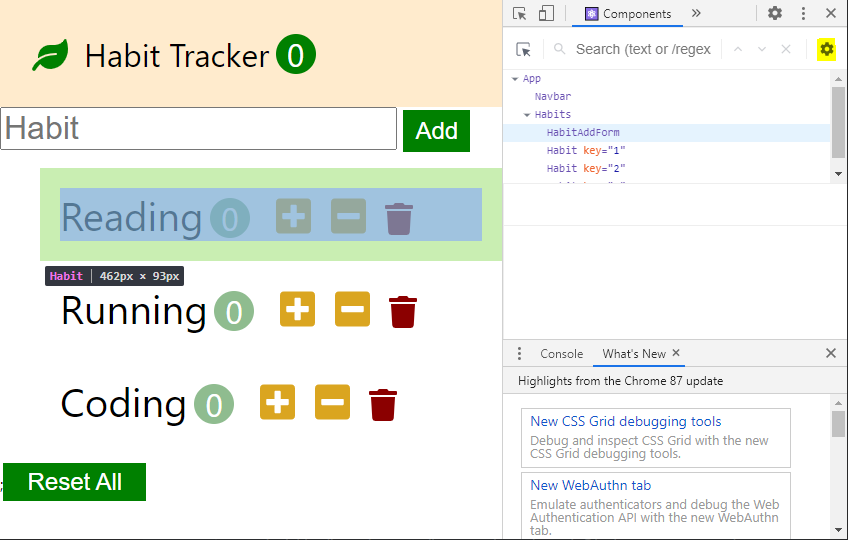 Habit Tracker 0
Habit
Add
Reading 0
Habit | 462px × 93px
Running 0
Coding 0
;Reset All
Components
Search (text or /regex
App
Navbar
Habits
HabitAddForm
Habit key="1"
Habit key="2"
Console
What's New
Highlights from the Chrome 87 update
New CSS Grid debugging tools
Debug and inspect CSS Grid with the new
CSS Grid debugging tools.
New WebAuthn tab
Emulate authenticators and debug the Web
Authentication API with the new WebAuthn
tab.